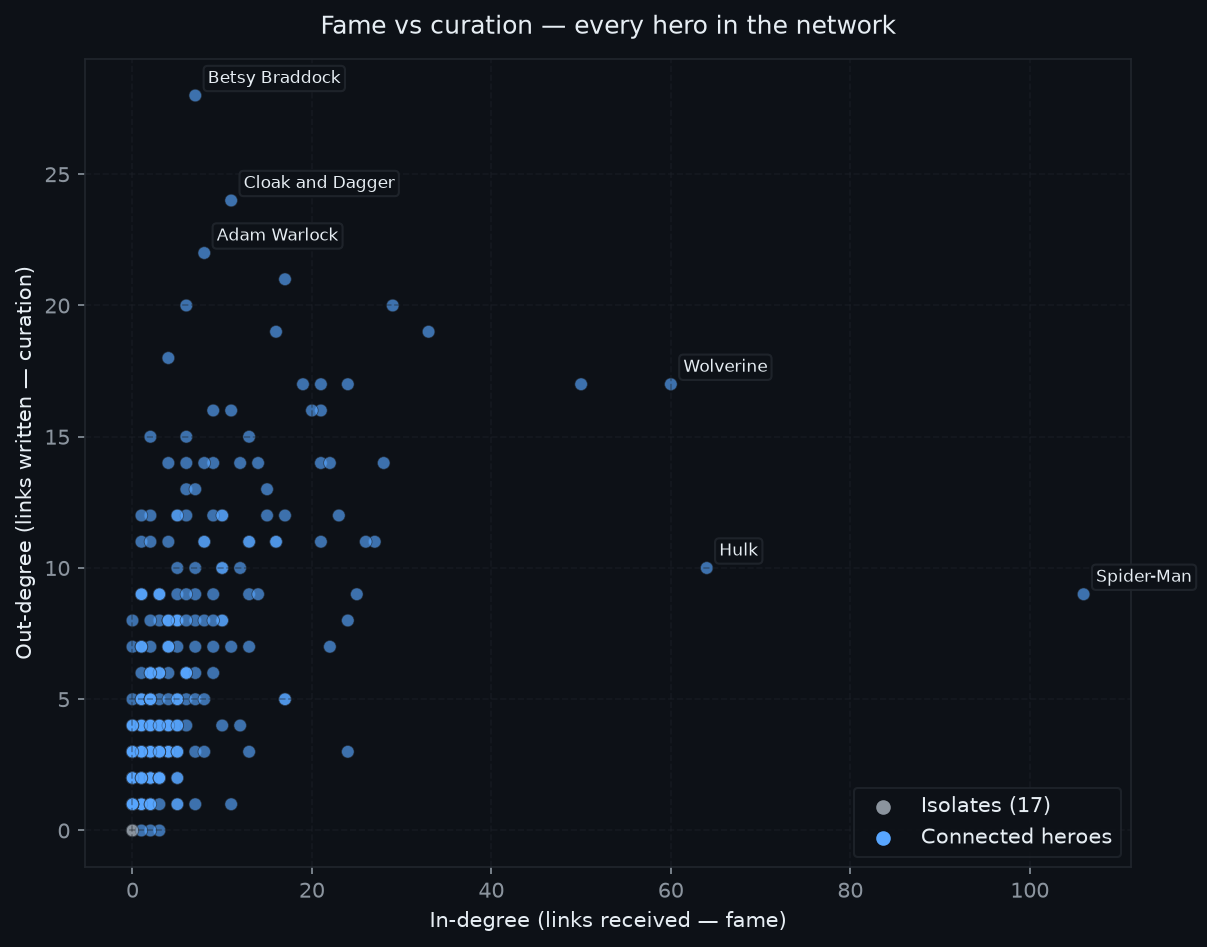 Fame vs curation — every hero in the network
Betsy Braddock
Cloak and Dagger
Adam Warlock
Wolverine
Hulk
Spider-Man
Out-degree (links written — curation)
25
20
15
10
5
0
0
20
40
60
80
100
In-degree (links received — fame)
Isolates (17)
Connected heroes